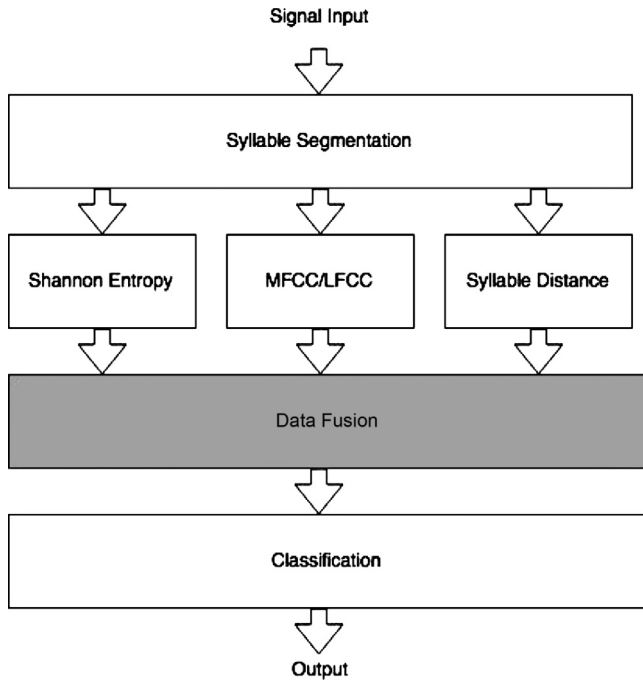 Signal Input
Syllable Segmentation
Shannon Entropy
MFCC/LFCC
Syllable Distance
Data Fusion
Classification
Output